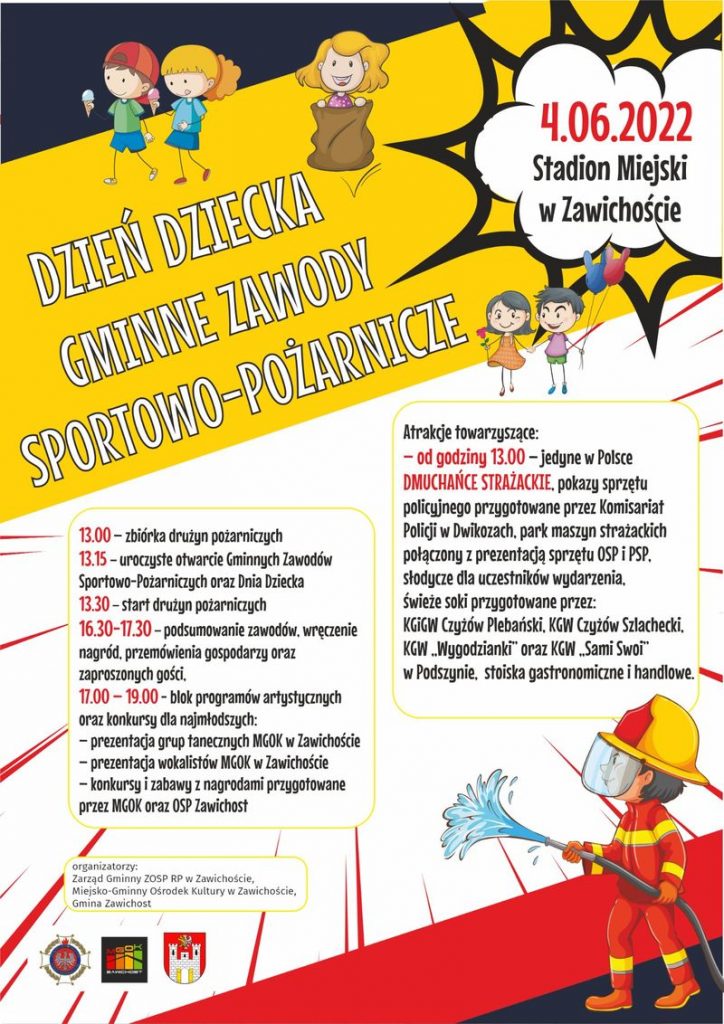 4.06.2022
Stadion Miejski
w Zawichoście
DZIEŃ DZIECKA
GMINNE ZAWODY
SPORTOWO-POŻARNICZE
Atrakcje towarzyszące:
– od godziny 13.00 – jedyne w Polsce
DMUCHAŃCE STRAŻACKIE, pokazy sprzętu
policyjnego przygotowane przez Komisariat
Policji w Dwikozach, park maszyn strażackich
połączony z prezentacją sprzętu OSP i PSP,
słodycze dla uczestników wydarzenia,
świeże soki przygotowane przez:
KGiGW Czyżów Plebański, KGW Czyżów Szlachecki,
KGW „Wygodzianki" oraz KGW „Sami Swoi"
w Podszynie, stoiska gastronomiczne i handlowe.
13.00 – zbiórka drużyn pożarniczych
13.15 – uroczyste otwarcie Gminnych Zawodów
Sportowo-Pożarniczych oraz Dnia Dziecka
13.30 – start drużyn pożarniczych
16.30-17.30 – podsumowanie zawodów, wręczenie
nagród, przemówienia gospodarzy oraz
zaproszonych gości,
17.00 – 19.00 - blok programów artystycznych
oraz konkursy dla najmłodszych:
– prezentacja grup tanecznych MGOK w Zawichoście
– prezentacja wokalistów MGOK w Zawichoście
– konkursy i zabawy z nagrodami przygotowane
przez MGOK oraz OSP Zawichost
organizatorzy:
Zarząd Gminny ZOSP RP w Zawichoście,
Miejsko-Gminny Ośrodek Kultury w Zawichoście,
Gmina Zawichost
MGOK
ZAWICHOST